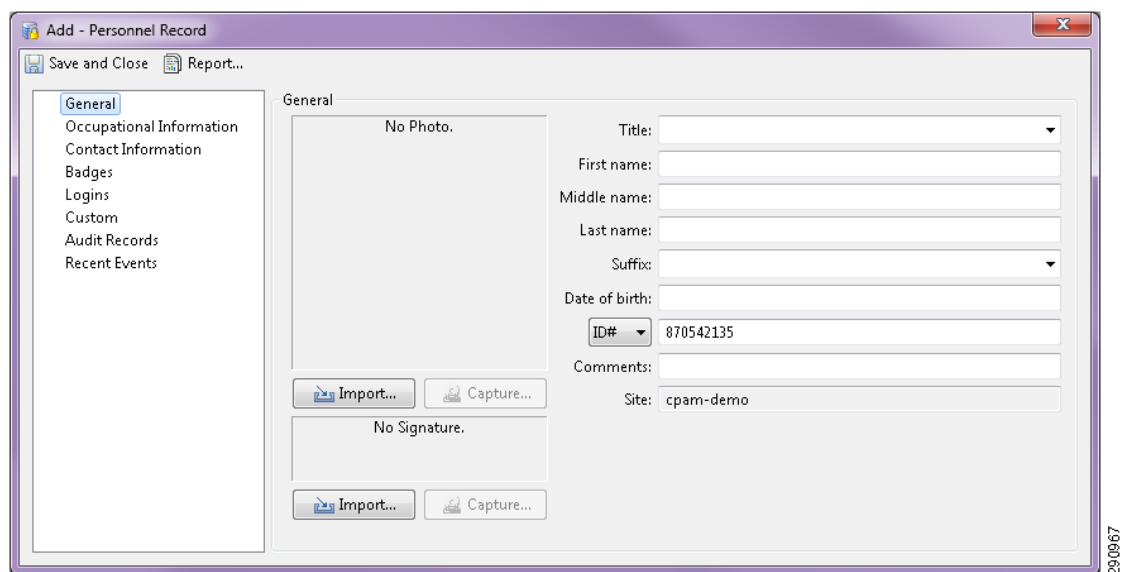 Add - Personnel Record
Save and Close Report...
General
Occupational Information
Contact Information
Badges
Logins
Custom
Audit Records
Recent Events
General
No Photo.
Import... Capture...
No Signature.
Import... Capture...
Title:
First name:
Middle name:
Last name:
Suffix:
Date of birth:
ID# 870542135
Comments:
Site: cpam-demo
290967